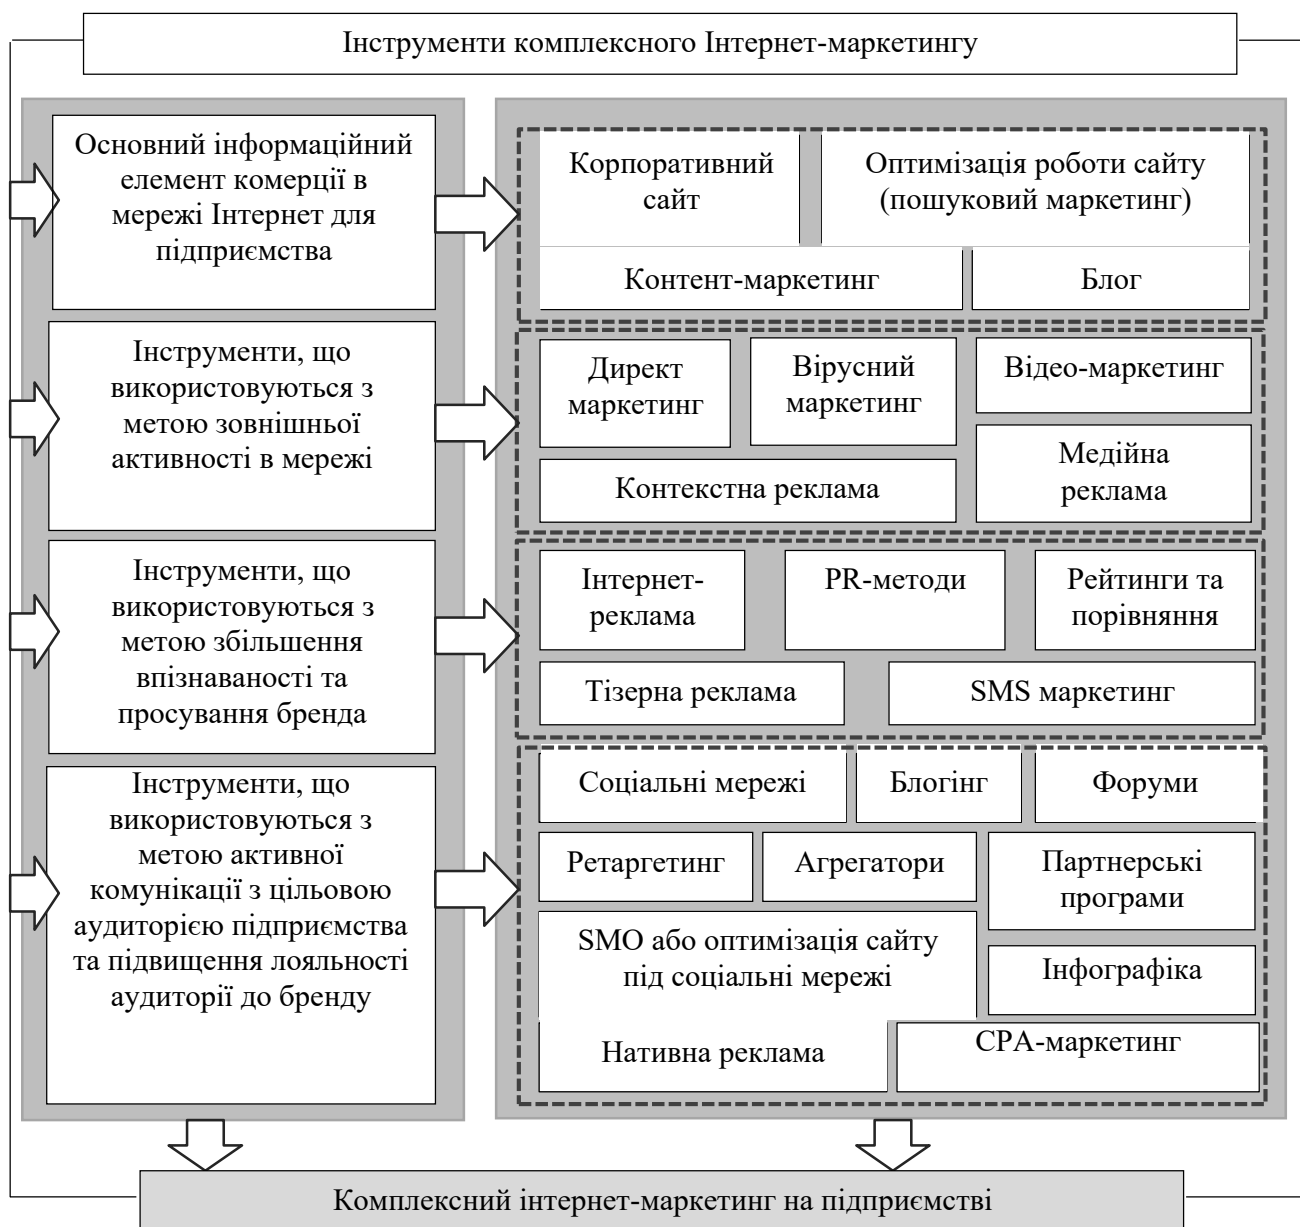 Інструменти комплексного Інтернет-маркетингу
Основний інформаційний
елемент комерції в
мережі Інтернет для
підприємства
Корпоративний
сайт
Оптимізація роботи сайту
(пошуковий маркетинг)
Контент-маркетинг
Блог
Інструменти, що
використовуються з
метою зовнішньої
активності в мережі
Директ
маркетинг
Вірусний
маркетинг
Відео-маркетинг
Контекстна реклама
Медійна
реклама
Інструменти, що
використовуються з
метою збільшення
впізнаваності та
просування бренда
Інтернет-
реклама
PR-методи
Рейтинги та
порівняння
Тізерна реклама
SMS маркетинг
Інструменти, що
використовуються з
метою активної
комунікації з цільовою
аудиторією підприємства
та підвищення лояльності
аудиторії до бренду
Соціальні мережі
Блогінг
Форуми
Ретаргетинг
Агрегатори
Партнерські
програми
SMO або оптимізація сайту
під соціальні мережі
Інфографіка
Нативна реклама
CPA-маркетинг
Комплексний інтернет-маркетинг на підприємстві